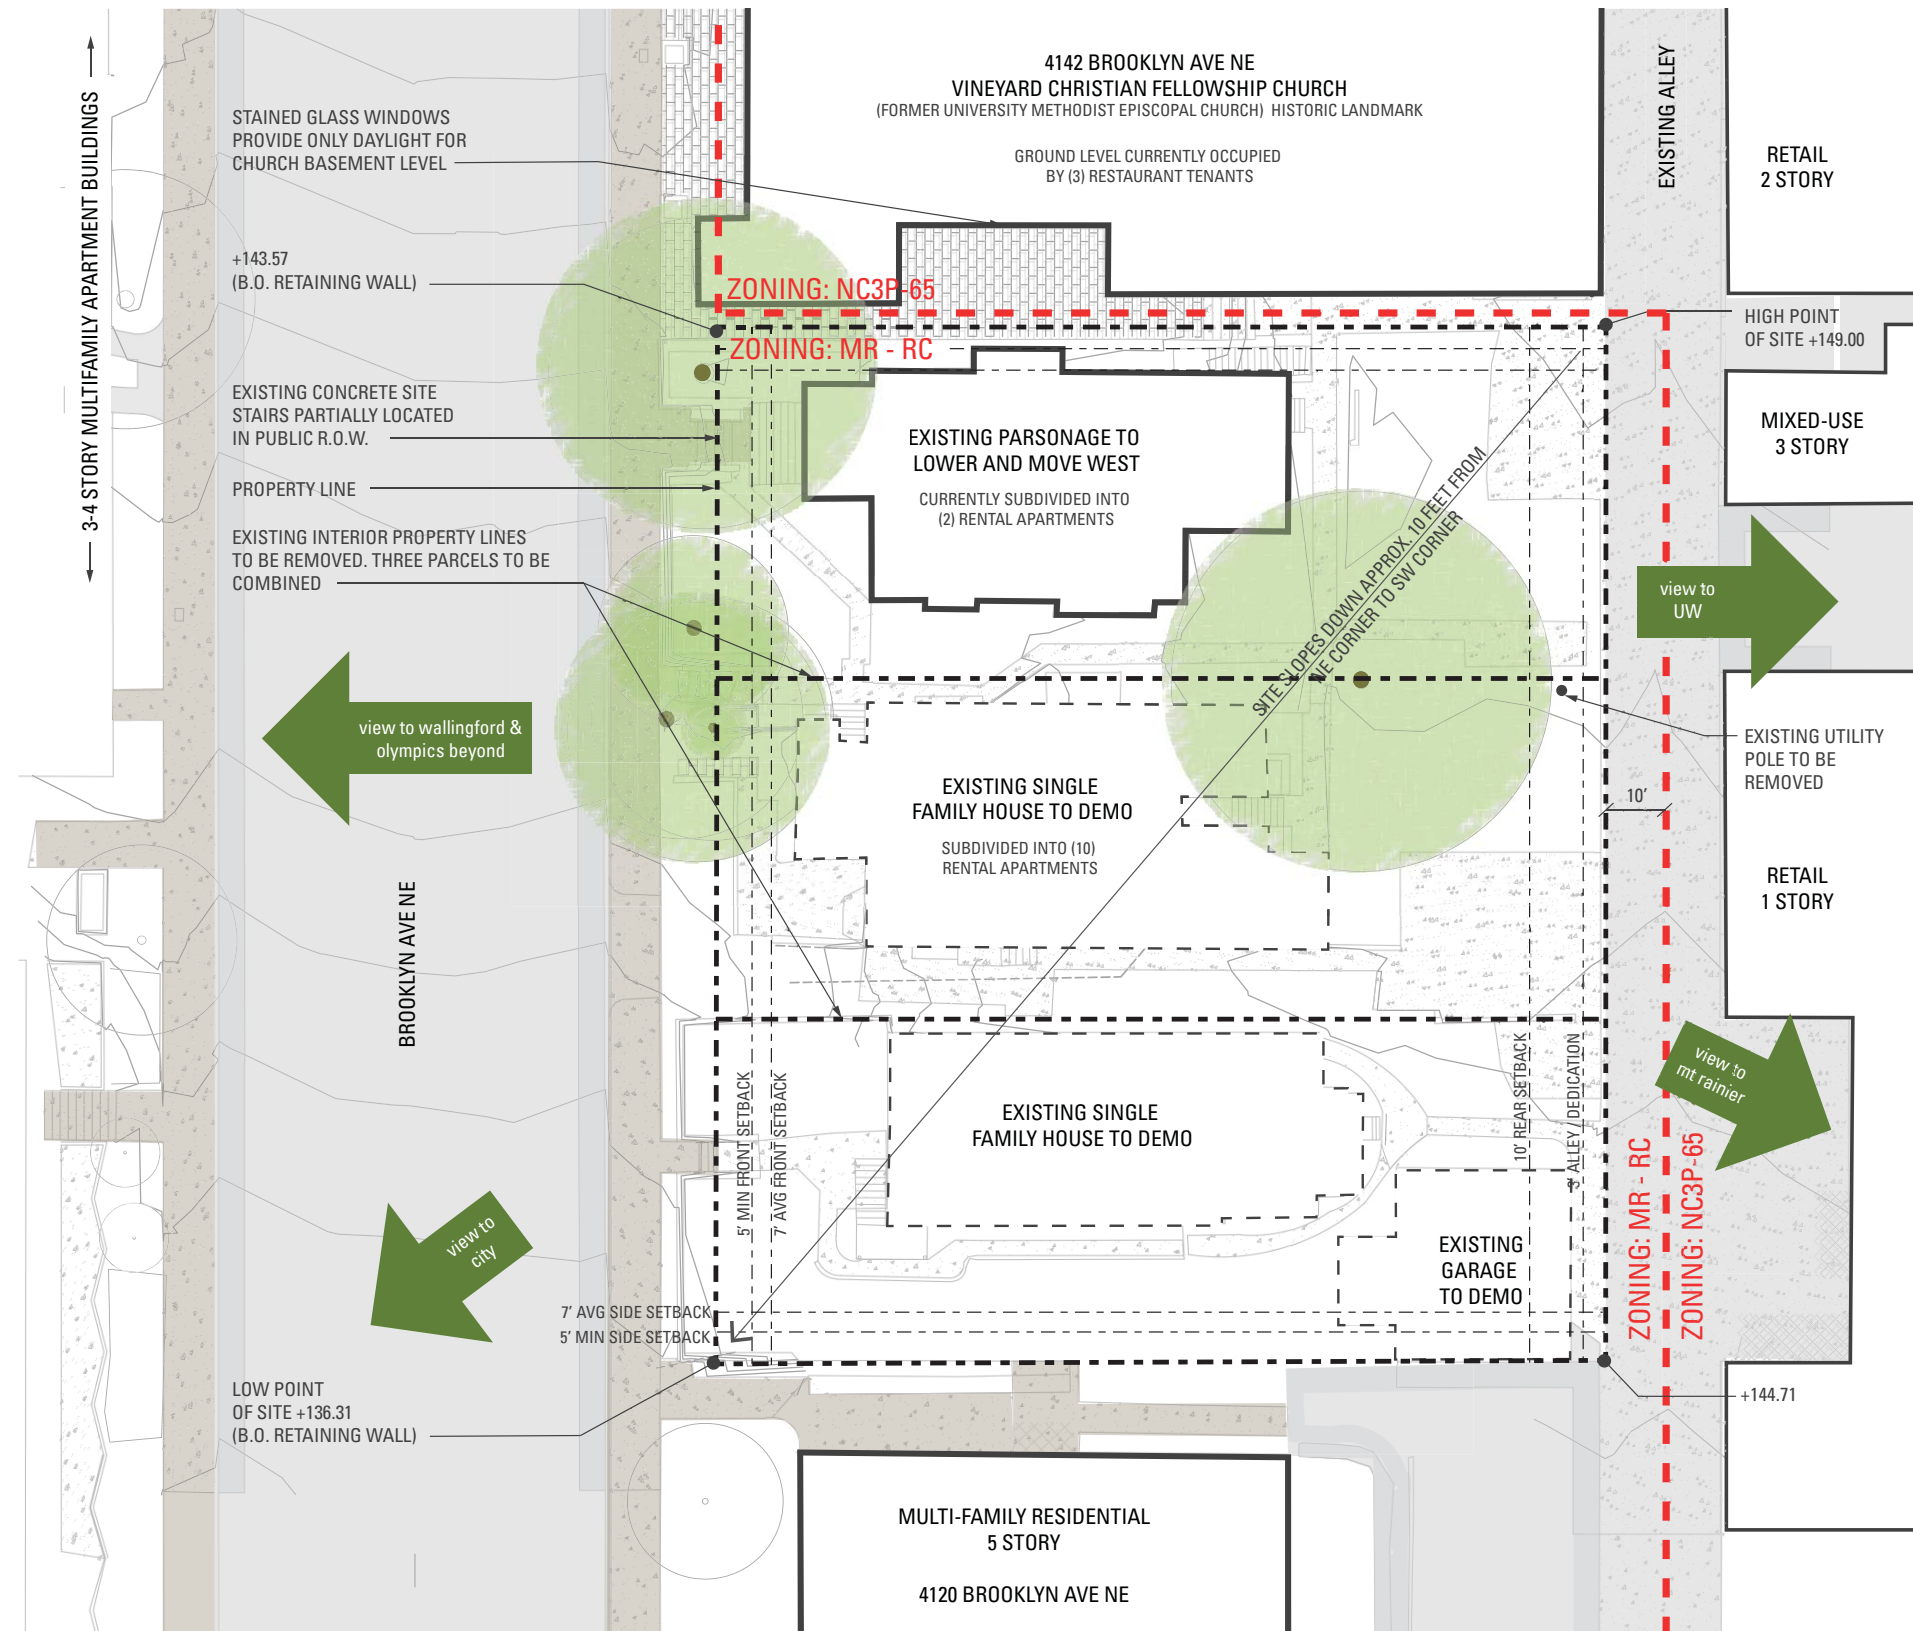 3-4 STORY MULTIFAMILY APARTMENT BUILDINGS
STAINED GLASS WINDOWS
PROVIDE ONLY DAYLIGHT FOR
CHURCH BASEMENT LEVEL
+143.57
(B.O. RETAINING WALL)
EXISTING CONCRETE SITE
STAIRS PARTIALLY LOCATED
IN PUBLIC R.O.W.
PROPERTY LINE
EXISTING INTERIOR PROPERTY LINES
TO BE REMOVED. THREE PARCELS TO BE
COMBINED
view to wallingford &
olympics beyond
BROOKLYN AVE NE
view to
city
7' AVG SIDE SETBACK
5' MIN SIDE SETBACK
LOW POINT
OF SITE +136.31
(B.O. RETAINING WALL)
4142 BROOKLYN AVE NE
VINEYARD CHRISTIAN FELLOWSHIP CHURCH
(FORMER UNIVERSITY METHODIST EPISCOPAL CHURCH) HISTORIC LANDMARK
GROUND LEVEL CURRENTLY OCCUPIED
BY (3) RESTAURANT TENANTS
ZONING: NC3P-65
ZONING: MR - RC
EXISTING PARSONAGE TO
LOWER AND MOVE WEST
CURRENTLY SUBDIVIDED INTO
(2) RENTAL APARTMENTS
SITE SLOPES DOWN APPROX. 10 FEET FROM
NE CORNER TO SW CORNER
EXISTING SINGLE
FAMILY HOUSE TO DEMO
SUBDIVIDED INTO (10)
RENTAL APARTMENTS
5' MIN FRONT SETBACK
7' AVG FRONT SETBACK
EXISTING SINGLE
FAMILY HOUSE TO DEMO
10' REAR SETBACK
3' ALLEY DEDICATION
EXISTING
GARAGE
TO DEMO
MULTI-FAMILY RESIDENTIAL
5 STORY
4120 BROOKLYN AVE NE
EXISTING ALLEY
RETAIL
2 STORY
HIGH POINT
OF SITE +149.00
MIXED-USE
3 STORY
view to
UW
EXISTING UTILITY
POLE TO BE
REMOVED
10'
RETAIL
1 STORY
view to
mt rainier
ZONING: MR - RC
ZONING: NC3P-65
+144.71